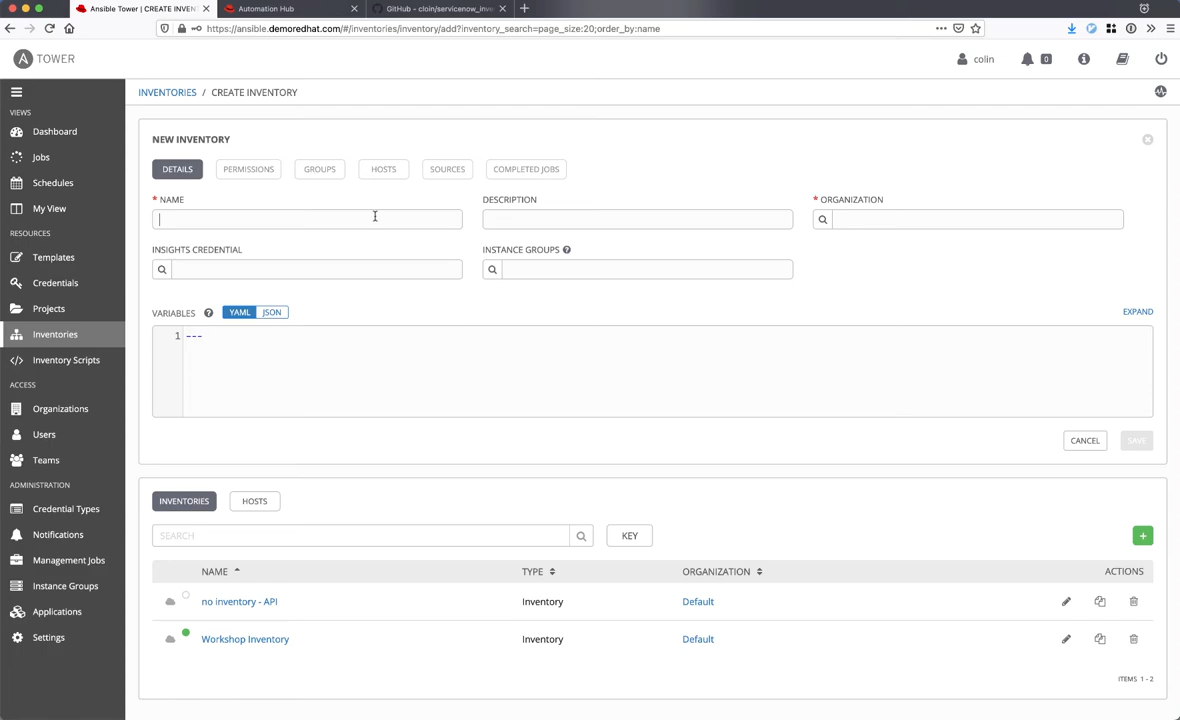 Ansible Tower | CREATE INVENT
Automation Hub
GitHub - cloin/servicenow_inve
https://ansible.demoredhat.com/#/inventories/inventory/add?inventory_search=page_size:20;order_by:name
TOWER
colin
0
INVENTORIES / CREATE INVENTORY
VIEWS
Dashboard
Jobs
Schedules
My View
RESOURCES
Templates
Credentials
Projects
Inventories
Inventory Scripts
ACCESS
Organizations
Users
Teams
ADMINISTRATION
Credential Types
Notifications
Management Jobs
Instance Groups
Applications
Settings
NEW INVENTORY
DETAILS PERMISSIONS GROUPS HOSTS SOURCES COMPLETED JOBS
* NAME DESCRIPTION * ORGANIZATION
INSIGHTS CREDENTIAL INSTANCE GROUPS
VARIABLES YAML JSON EXPAND
1 ---
CANCEL SAVE
INVENTORIES HOSTS
SEARCH KEY
NAME TYPE ORGANIZATION ACTIONS
no inventory - API Inventory Default
Workshop Inventory Inventory Default
ITEMS 1 - 2